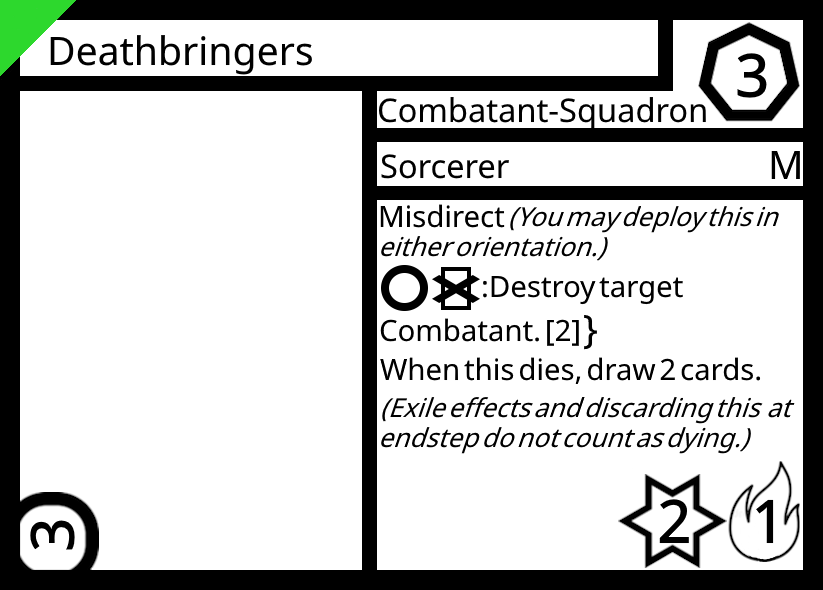 Deathbringers
3
Combatant-Squadron
Sorcerer M
Misdirect (You may deploy this in
either orientation.)
:Destroy target
Combatant. [2]}
When this dies, draw 2 cards.
(Exile effects and discarding this at
endstep do not count as dying.)
3
2 1